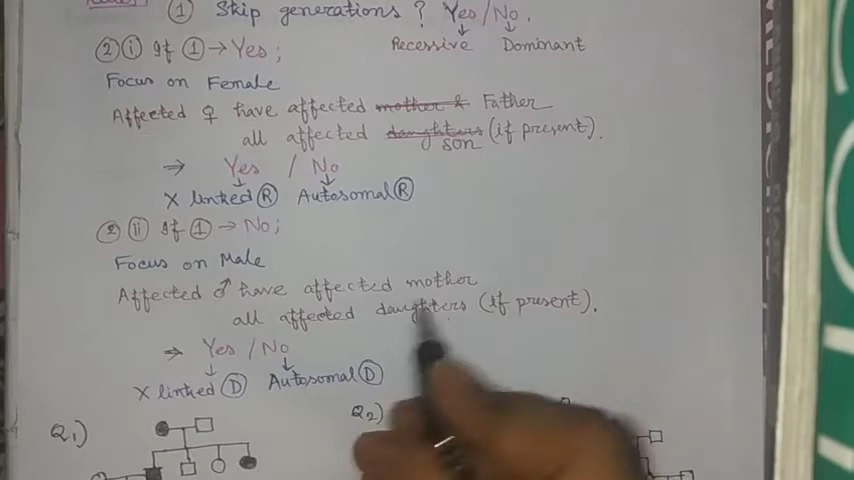 ① Skip generations ? Yes / No.
↓ ↓
Recessive Dominant
② ⓘ If ① → Yes ;
Focus on Female
Affected ♀ have affected mother & Father
all affected daughters son (if present).
⇒ Yes / No
↓ ↓
X linked Ⓡ Autosomal Ⓡ
② ⓘⓘ If ① → No ;
Focus on Male
Affected ♂ have affected mother
all affected daughters (if present).
⇒ Yes / No
↓ ↓
X linked Ⓓ Autosomal Ⓓ
Q1) Q2)